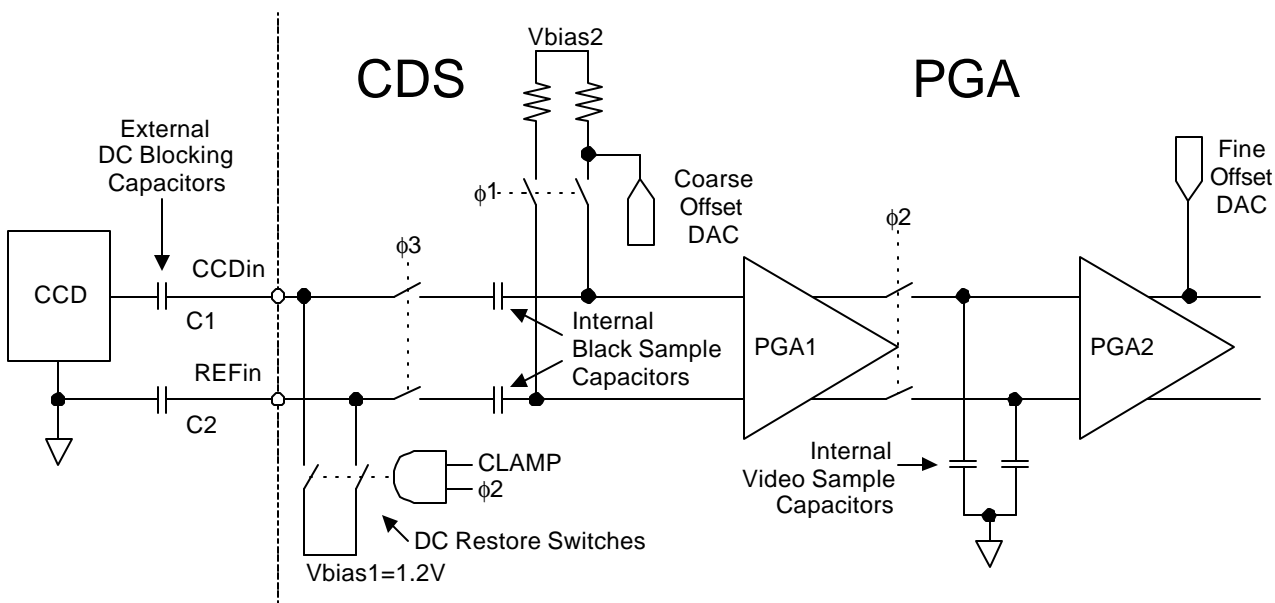 Vbias2
CDS
PGA
External
DC Blocking
Capacitors
Fine
Offset
DAC
Coarse
Offset
DAC
ϕ1
ϕ2
ϕ3
CCDin
CCD
C1
Internal
Black Sample
Capacitors
PGA1
PGA2
REFin
C2
CLAMP
ϕ2
Internal
Video Sample
Capacitors
DC Restore Switches
Vbias1=1.2V